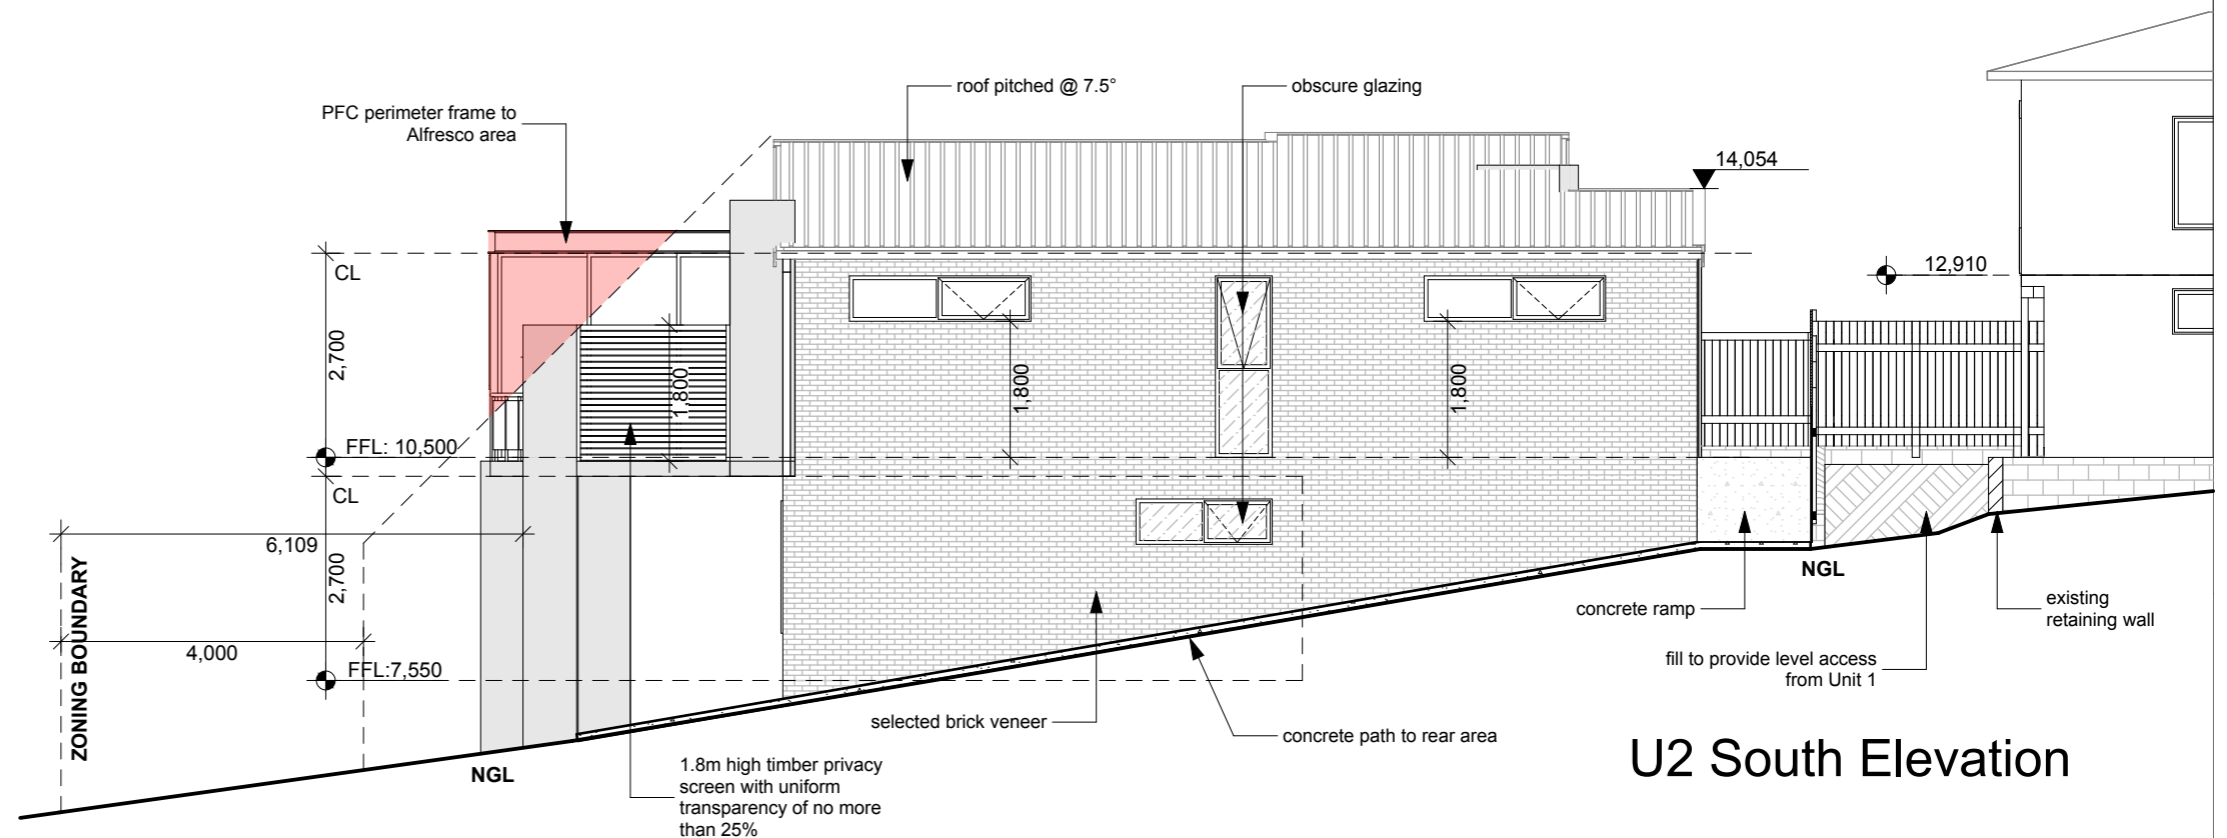 roof pitched @ 7.5°
obscure glazing
PFC perimeter frame to
Alfresco area
14,054
12,910
CL
2,700
1,800
1,800
1,800
FFL: 10,500
CL
6,109
2,700
ZONING BOUNDARY
4,000
FFL:7,550
NGL
NGL
concrete ramp
existing
retaining wall
fill to provide level access
from Unit 1
selected brick veneer
concrete path to rear area
1.8m high timber privacy
screen with uniform
transparency of no more
than 25%
U2 South Elevation